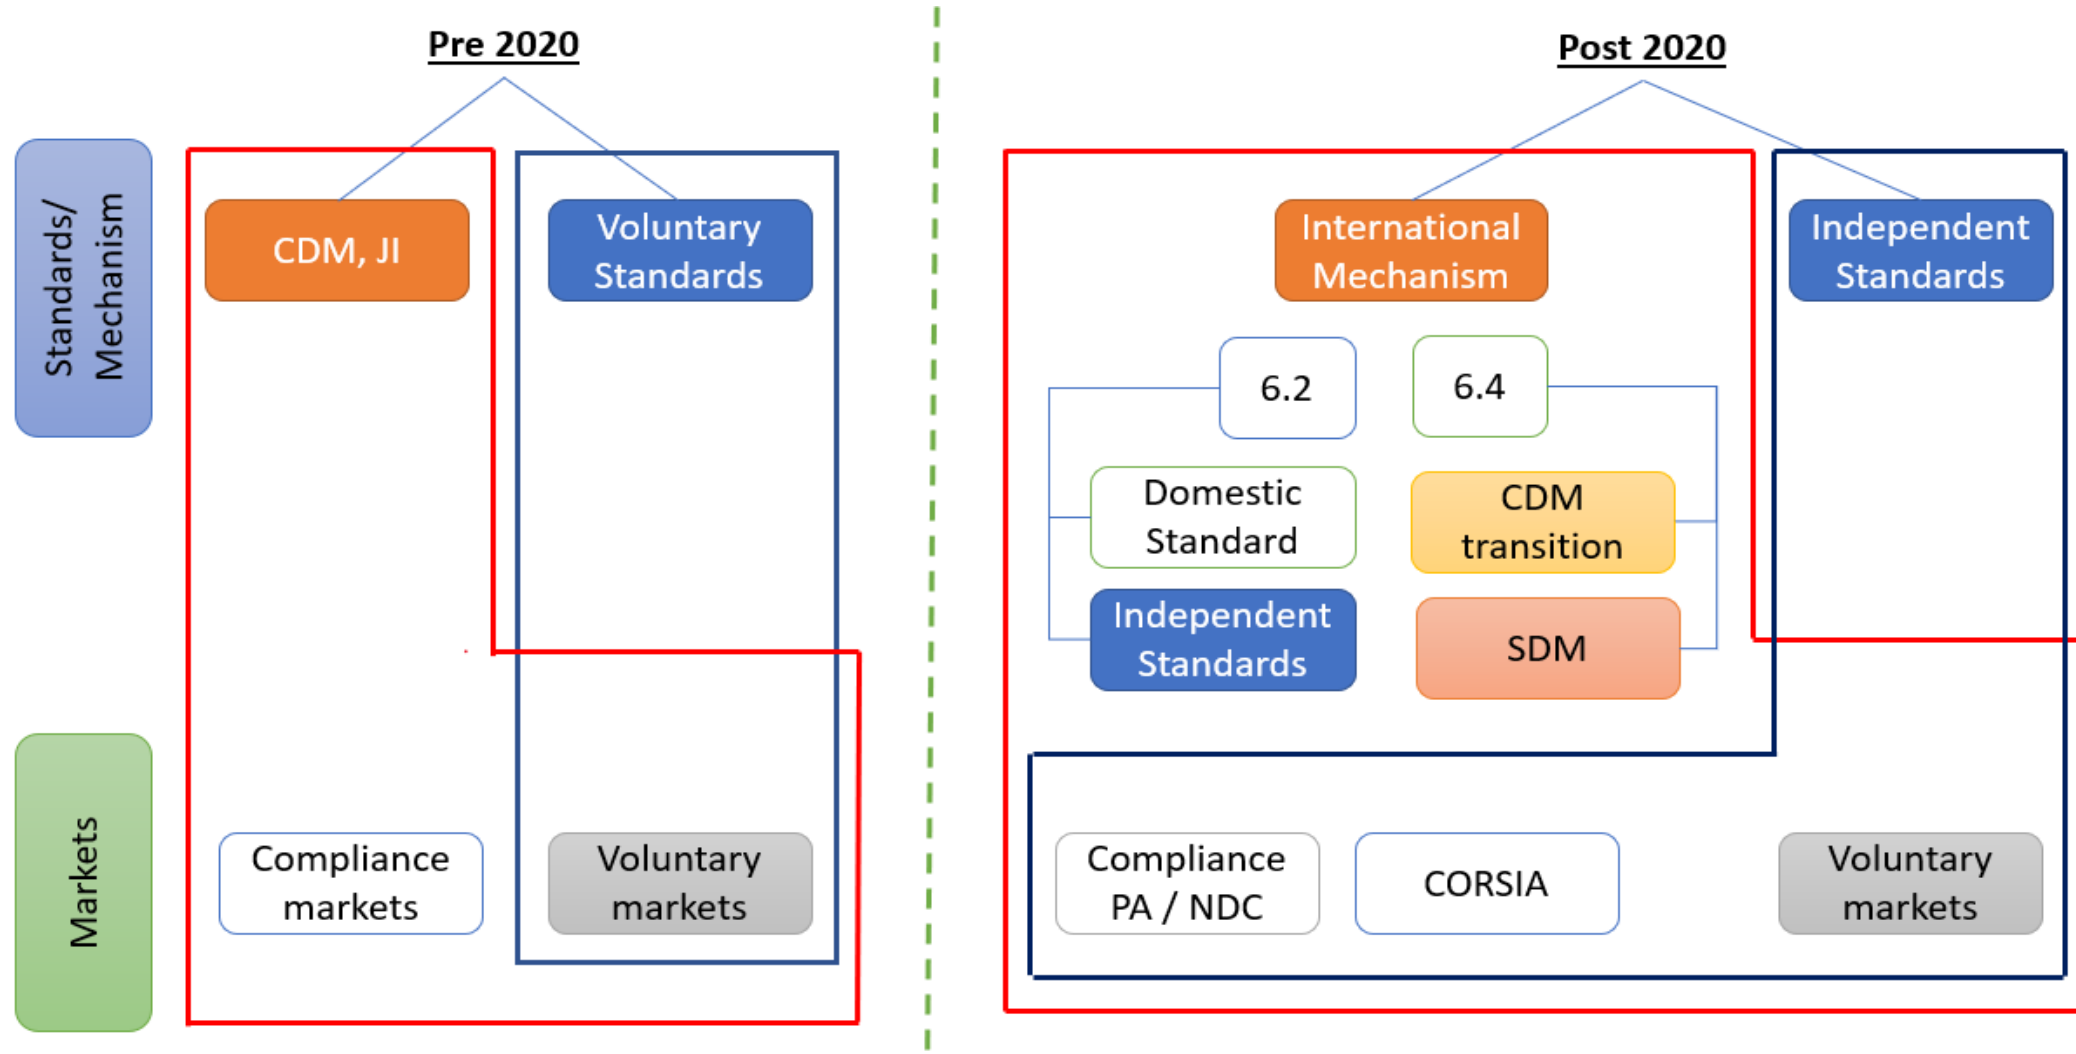 Pre 2020
Standards/
Mechanism
CDM, JI
Voluntary
Standards
Markets
Compliance
markets
Voluntary
markets
Post 2020
International
Mechanism
Independent
Standards
6.2
6.4
Domestic
Standard
CDM
transition
Independent
Standards
SDM
Compliance
PA / NDC
CORSIA
Voluntary
markets